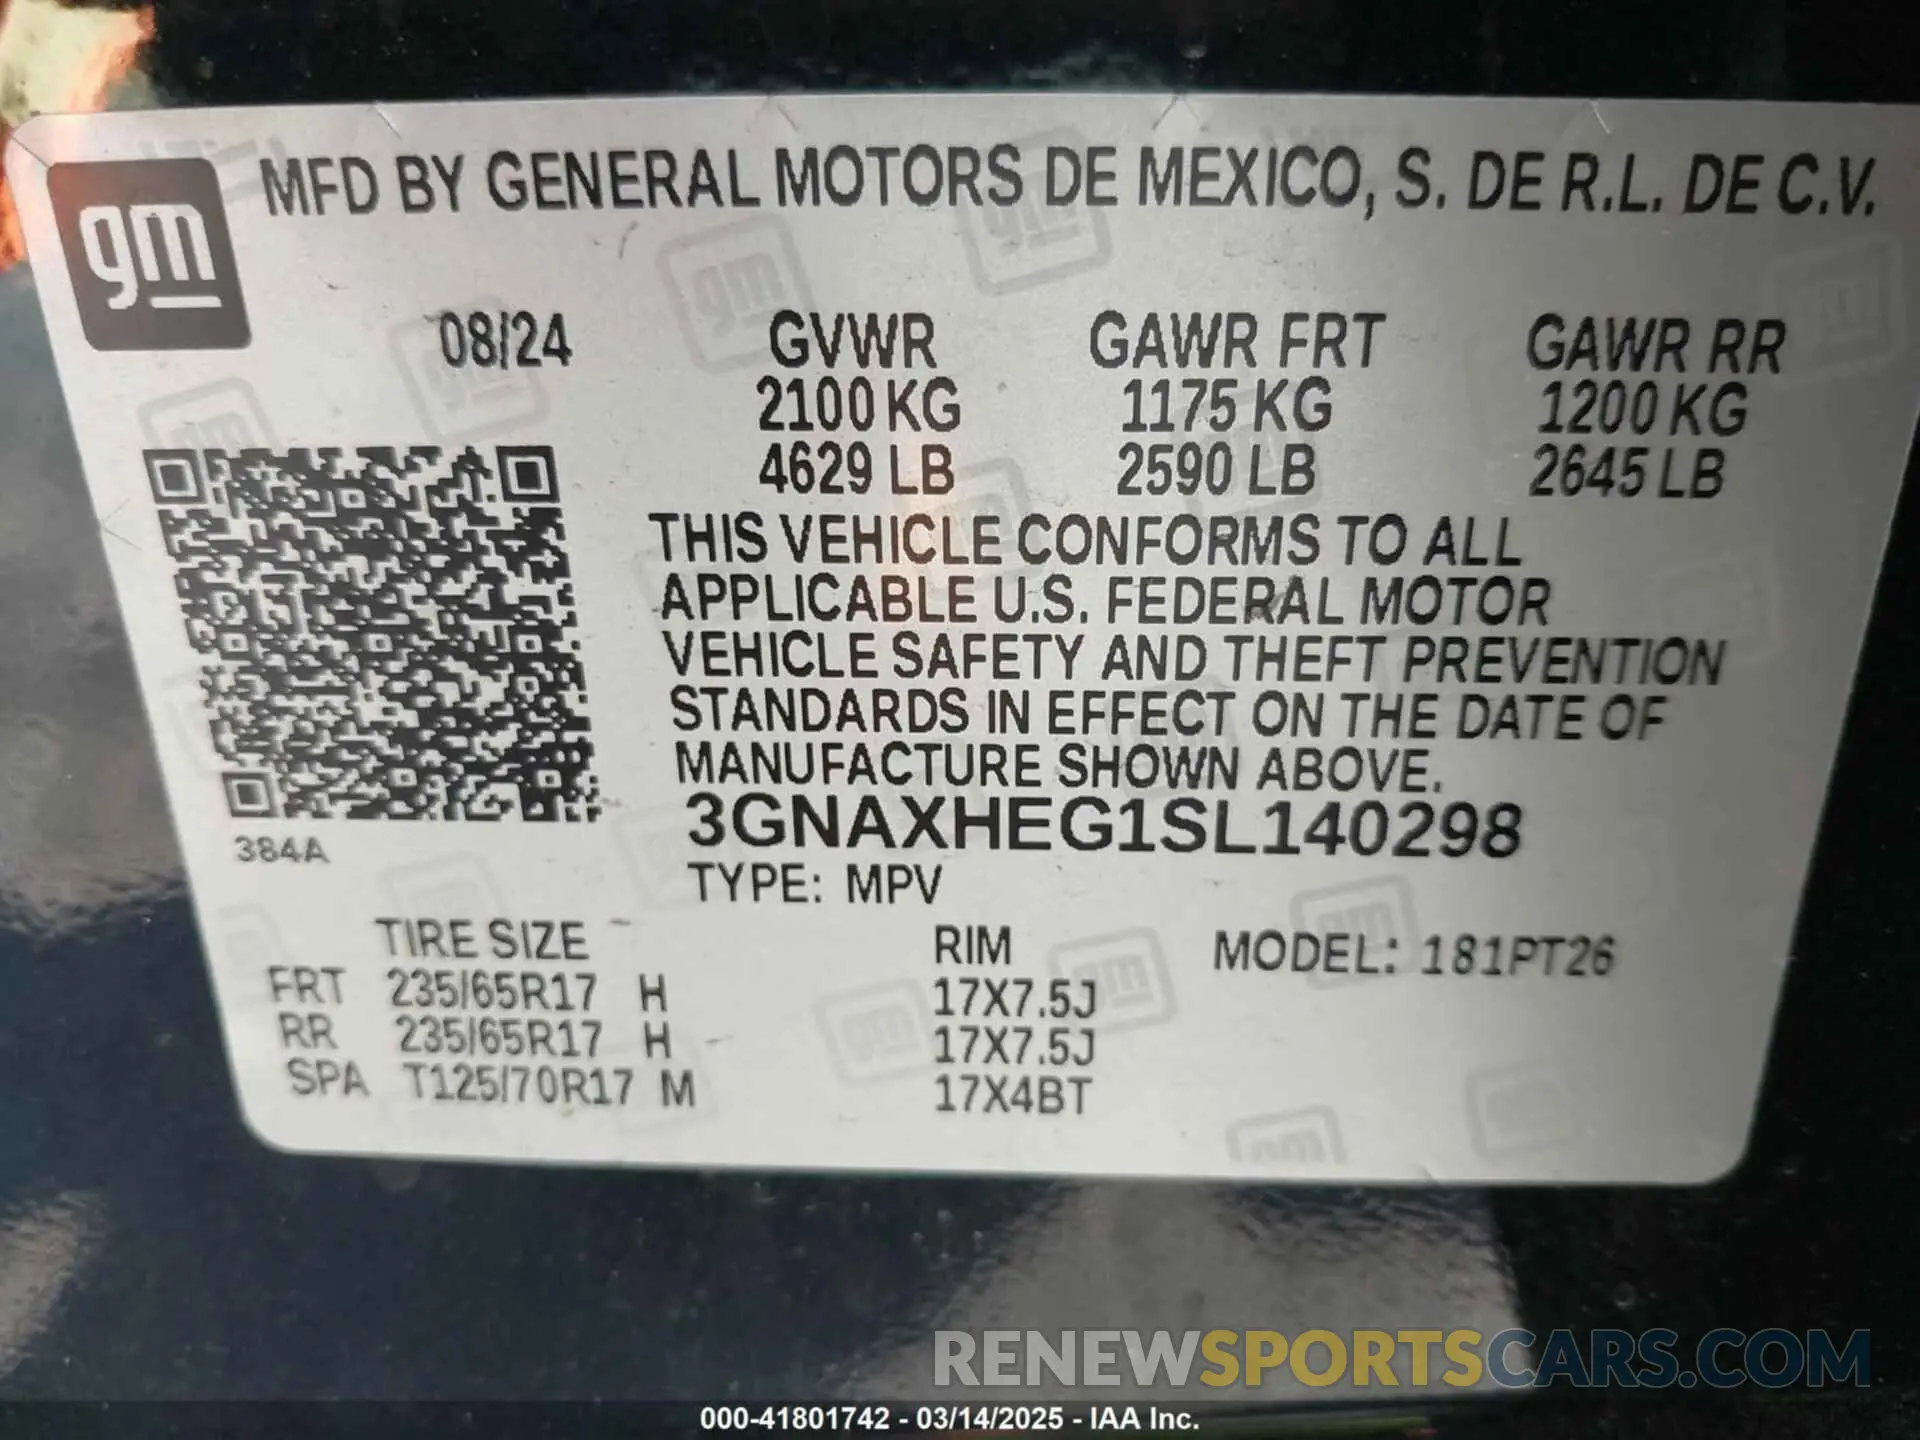 gm
MFD BY GENERAL MOTORS DE MEXICO, S. DE R.L. DE C.V.
08/24 GVWR GAWR FRT GAWR RR
2100 KG 1175 KG 1200 KG
4629 LB 2590 LB 2645 LB
THIS VEHICLE CONFORMS TO ALL
APPLICABLE U.S. FEDERAL MOTOR
VEHICLE SAFETY AND THEFT PREVENTION
STANDARDS IN EFFECT ON THE DATE OF
MANUFACTURE SHOWN ABOVE.
3GNAXHEG1SL140298
384A
TYPE: MPV
TIRE SIZE RIM MODEL: 181PT26
FRT 235/65R17 H 17X7.5J
RR 235/65R17 H 17X7.5J
SPA T125/70R17 M 17X4BT
RENEWSPORTSCARS.COM
000-41801742 - 03/14/2025 - IAA Inc.